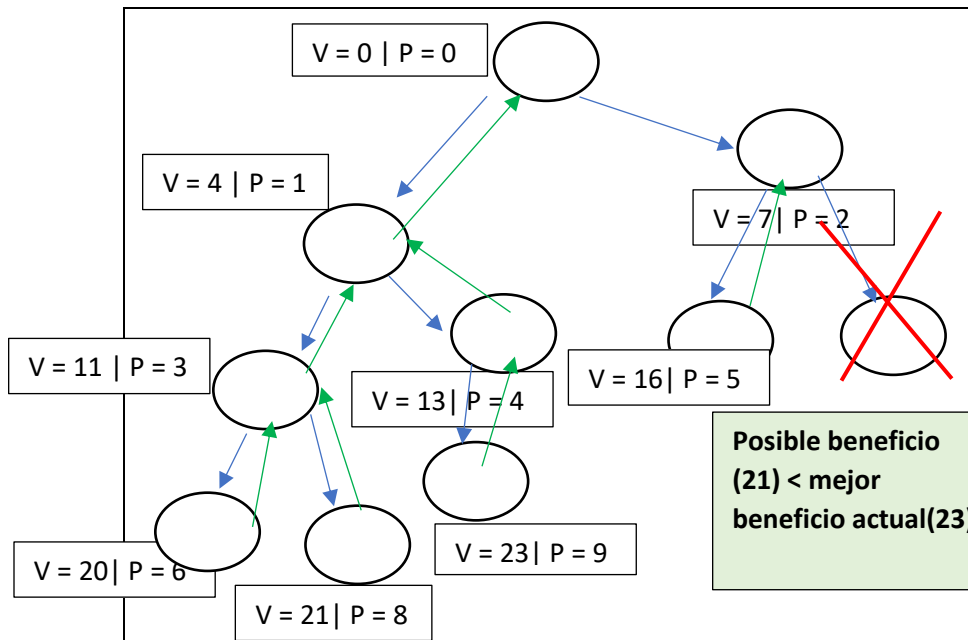 V = 0 | P = 0
V = 4 | P = 1
V = 7| P = 2
V = 11 | P = 3
V = 13| P = 4
V = 16| P = 5
V = 20| P = 6
V = 21| P = 8
V = 23| P = 9
Posible beneficio
(21) < mejor
beneficio actual(23)